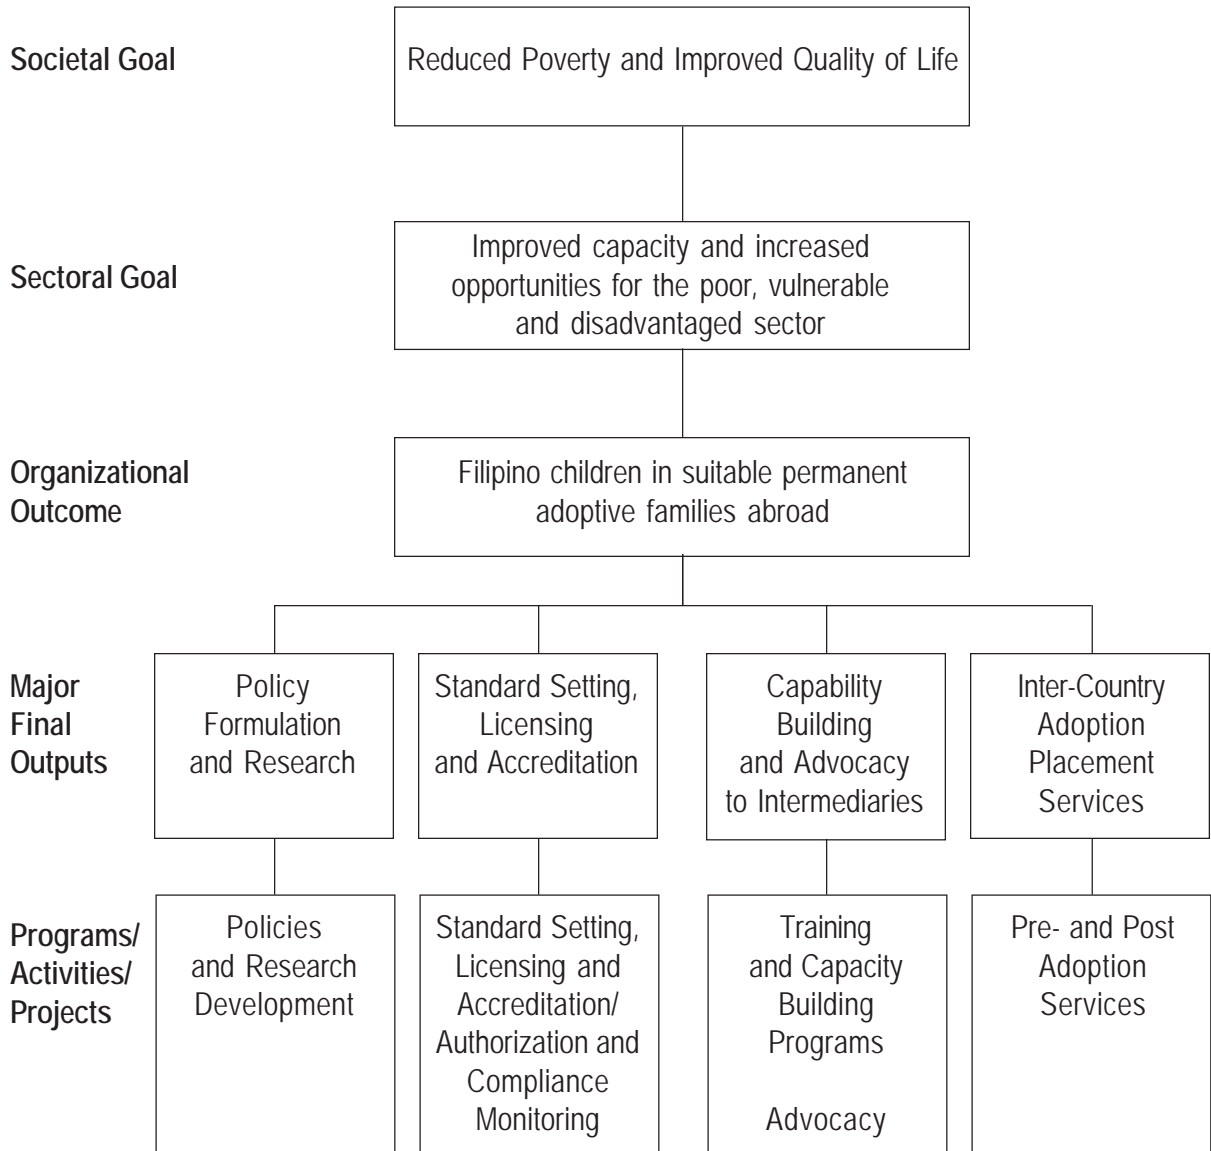 Societal Goal
Reduced Poverty and Improved Quality of Life
Sectoral Goal
Improved capacity and increased
opportunities for the poor, vulnerable
and disadvantaged sector
Organizational
Outcome
Filipino children in suitable permanent
adoptive families abroad
Major
Final
Outputs
Policy
Formulation
and Research
Standard Setting,
Licensing
and Accreditation
Capability
Building
and Advocacy
to Intermediaries
Inter-Country
Adoption
Placement
Services
Programs/
Activities/
Projects
Policies
and Research
Development
Standard Setting,
Licensing and
Accreditation/
Authorization and
Compliance
Monitoring
Training
and Capacity
Building
Programs
Advocacy
Pre- and Post
Adoption
Services